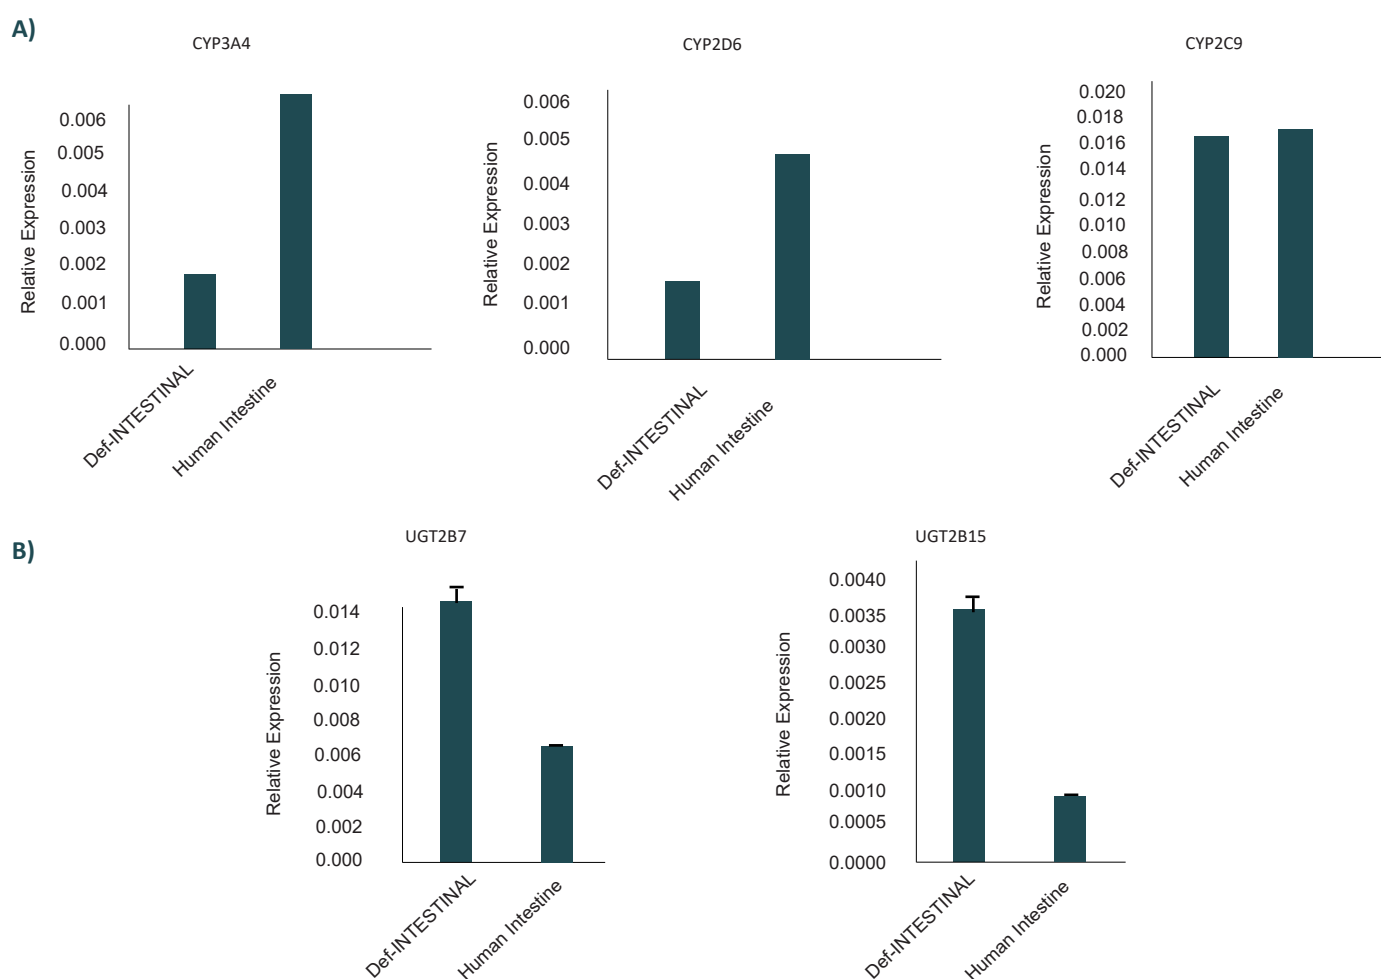 A)
CYP3A4
Relative Expression
0.006
0.005
0.004
0.003
0.002
0.001
0.000
Def-INTESTINAL
Human Intestine
CYP2D6
Relative Expression
0.006
0.005
0.004
0.003
0.002
0.001
0.000
Def-INTESTINAL
Human Intestine
CYP2C9
Relative Expression
0.020
0.018
0.016
0.014
0.012
0.010
0.008
0.006
0.004
0.002
0.000
Def-INTESTINAL
Human Intestine
B)
UGT2B7
Relative Expression
0.014
0.012
0.010
0.008
0.006
0.004
0.002
0.000
Def-INTESTINAL
Human Intestine
UGT2B15
Relative Expression
0.0040
0.0035
0.0030
0.0025
0.0020
0.0015
0.0010
0.0005
0.0000
Def-INTESTINAL
Human Intestine